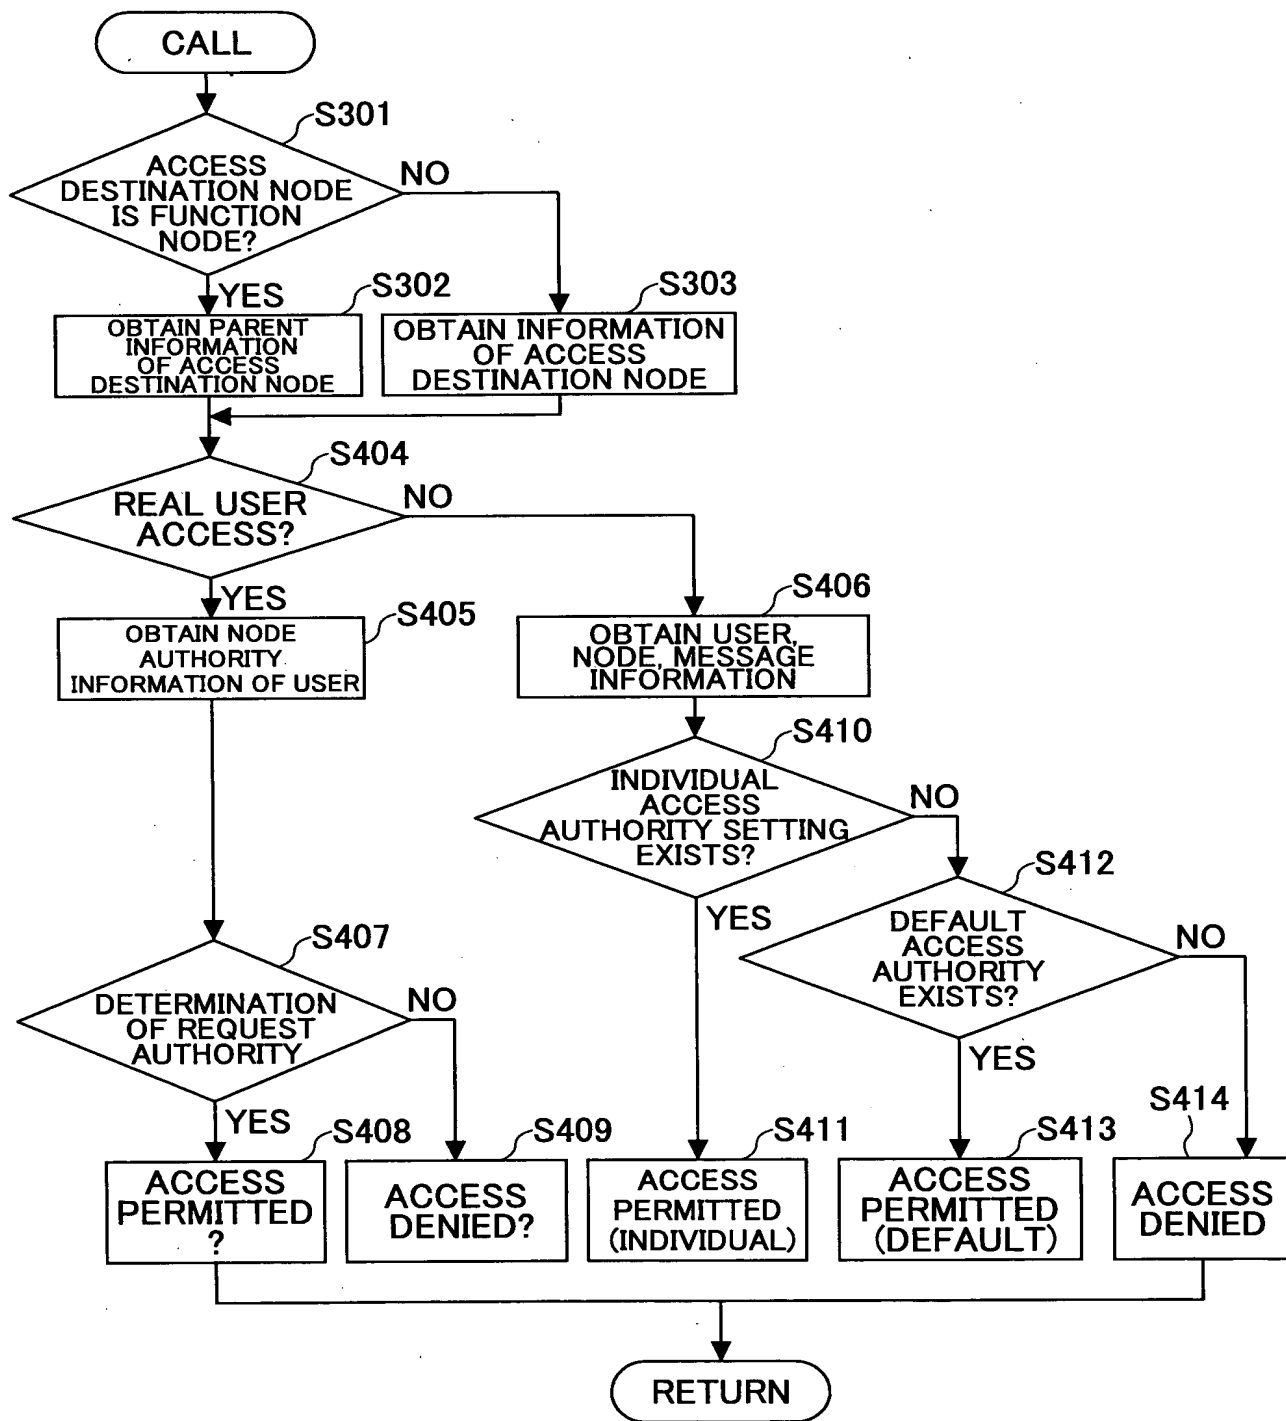 CALL
S301
ACCESS
DESTINATION NODE
IS FUNCTION
NODE?
NO
YES
S302
OBTAIN PARENT
INFORMATION
OF ACCESS
DESTINATION NODE
S303
OBTAIN INFORMATION
OF ACCESS
DESTINATION NODE
S404
REAL USER
ACCESS?
NO
YES
S405
OBTAIN NODE
AUTHORITY
INFORMATION OF USER
S406
OBTAIN USER,
NODE, MESSAGE
INFORMATION
S410
INDIVIDUAL
ACCESS
AUTHORITY SETTING
EXISTS?
NO
YES
S412
DEFAULT
ACCESS
AUTHORITY
EXISTS?
NO
YES
S407
DETERMINATION
OF REQUEST
AUTHORITY
NO
YES
S408
ACCESS
PERMITTED
?
S409
ACCESS
DENIED?
S411
ACCESS
PERMITTED
(INDIVIDUAL)
S413
ACCESS
PERMITTED
(DEFAULT)
S414
ACCESS
DENIED
RETURN